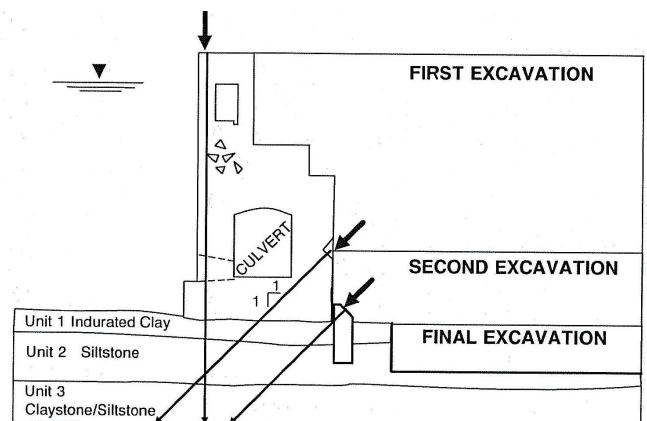 FIRST EXCAVATION
CULVERT
SECOND EXCAVATION
1
1
Unit 1 Indurated Clay
FINAL EXCAVATION
Unit 2 Siltstone
Unit 3
Claystone/Siltstone